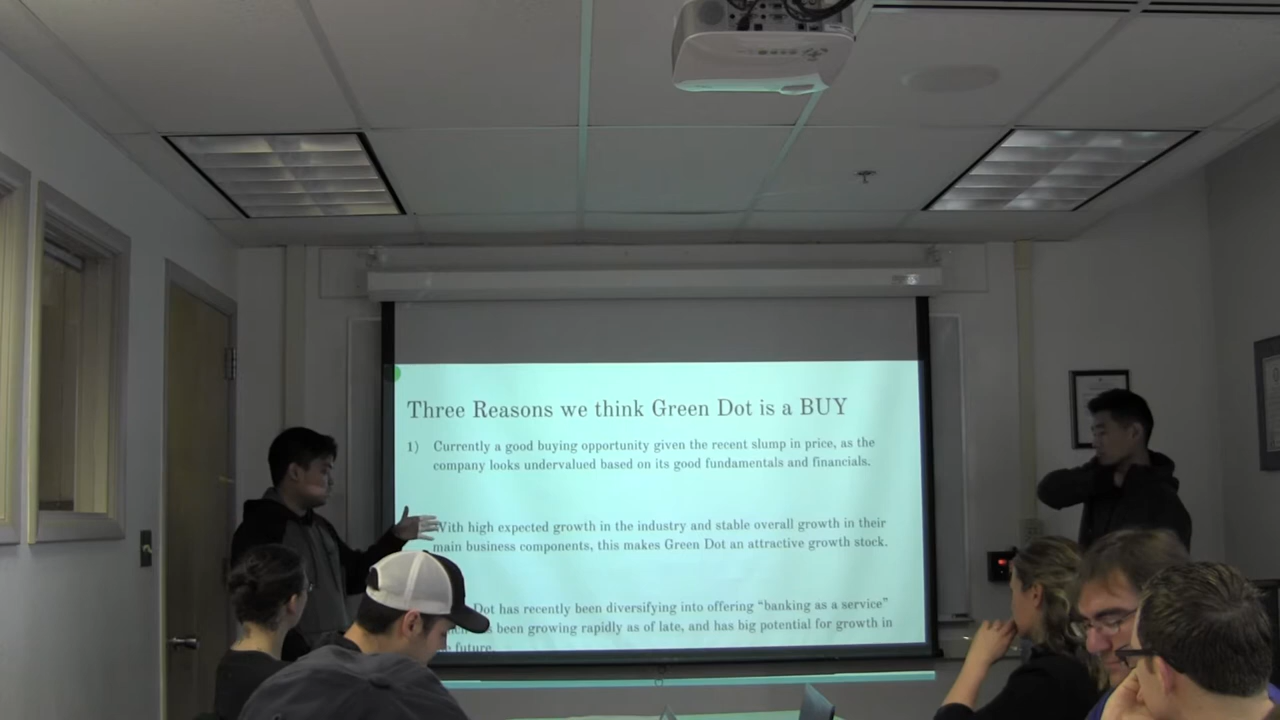 Three Reasons we think Green Dot is a BUY
1) Currently a good buying opportunity given the recent slump in price, as the
company looks undervalued based on its good fundamentals and financials.
With high expected growth in the industry and stable overall growth in their
main business components, this makes Green Dot an attractive growth stock.
Dot has recently been diversifying into offering “banking as a service”
been growing rapidly as of late, and has big potential for growth in
future.